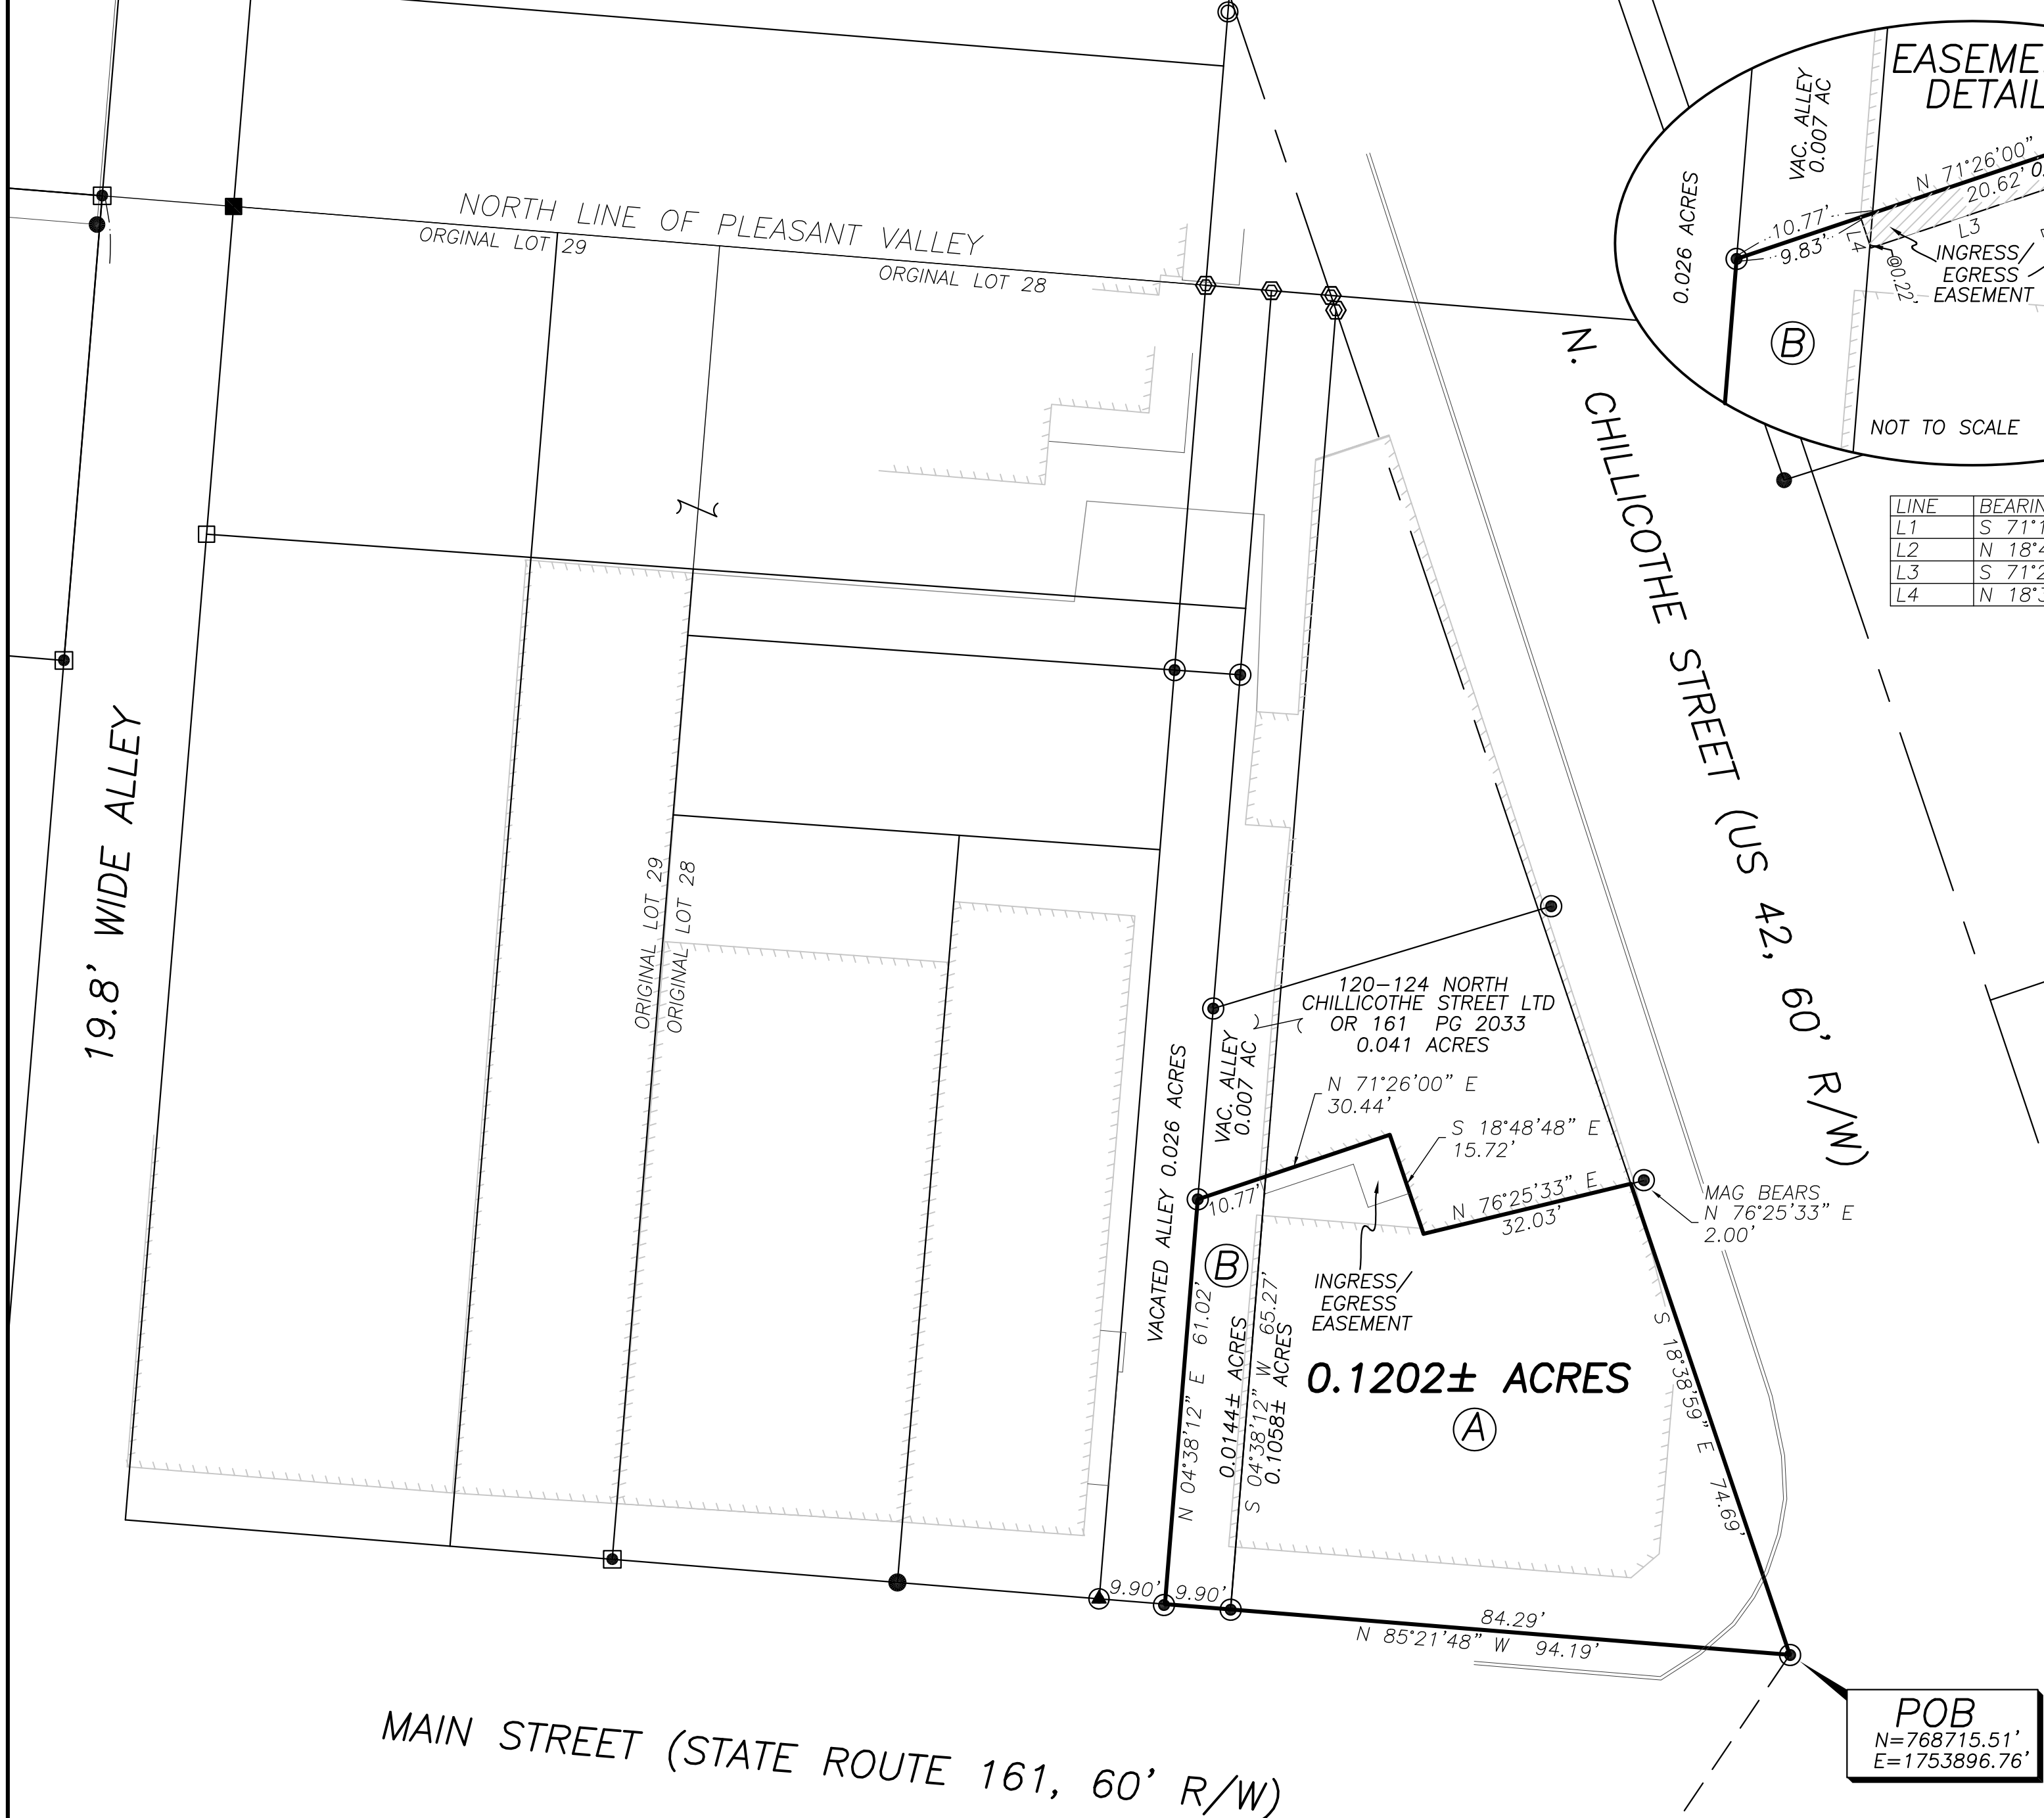 NORTH LINE OF PLEASANT VALLEY
ORGINAL LOT 29
ORGINAL LOT 28
19.8' WIDE ALLEY
ORIGINAL LOT 29
ORIGINAL LOT 28
N. CHILLICOTHE STREET (US 42, 60' R/W)
EASEME
DETAIL
VAC. ALLEY
0.007 AC
0.026 ACRES
N 71°26'00"
20.62'
10.77'
9.83'
L4
L3
@0.22'
INGRESS/
EGRESS
EASEMENT
B
NOT TO SCALE
LINE BEARIN
L1 S 71°1
L2 N 18°4
L3 S 71°2
L4 N 18°3
120-124 NORTH
CHILLICOTHE STREET LTD
OR 161 PG 2033
0.041 ACRES
VAC. ALLEY
0.007 AC
VACATED ALLEY 0.026 ACRES
N 71°26'00" E
30.44'
S 18°48'48" E
15.72'
N 76°25'33" E
32.03'
MAG BEARS
N 76°25'33" E
2.00'
10.77'
B
INGRESS/
EGRESS
EASEMENT
N 04°38'12" E 61.02'
0.0144± ACRES
S 04°38'12" W 65.27'
0.1058± ACRES
0.1202± ACRES
A
S 18°38'59" E 74.69'
9.90'
9.90'
84.29'
N 85°21'48" W 94.19'
POB
N=768715.51'
E=1753896.76'
MAIN STREET (STATE ROUTE 161, 60' R/W)